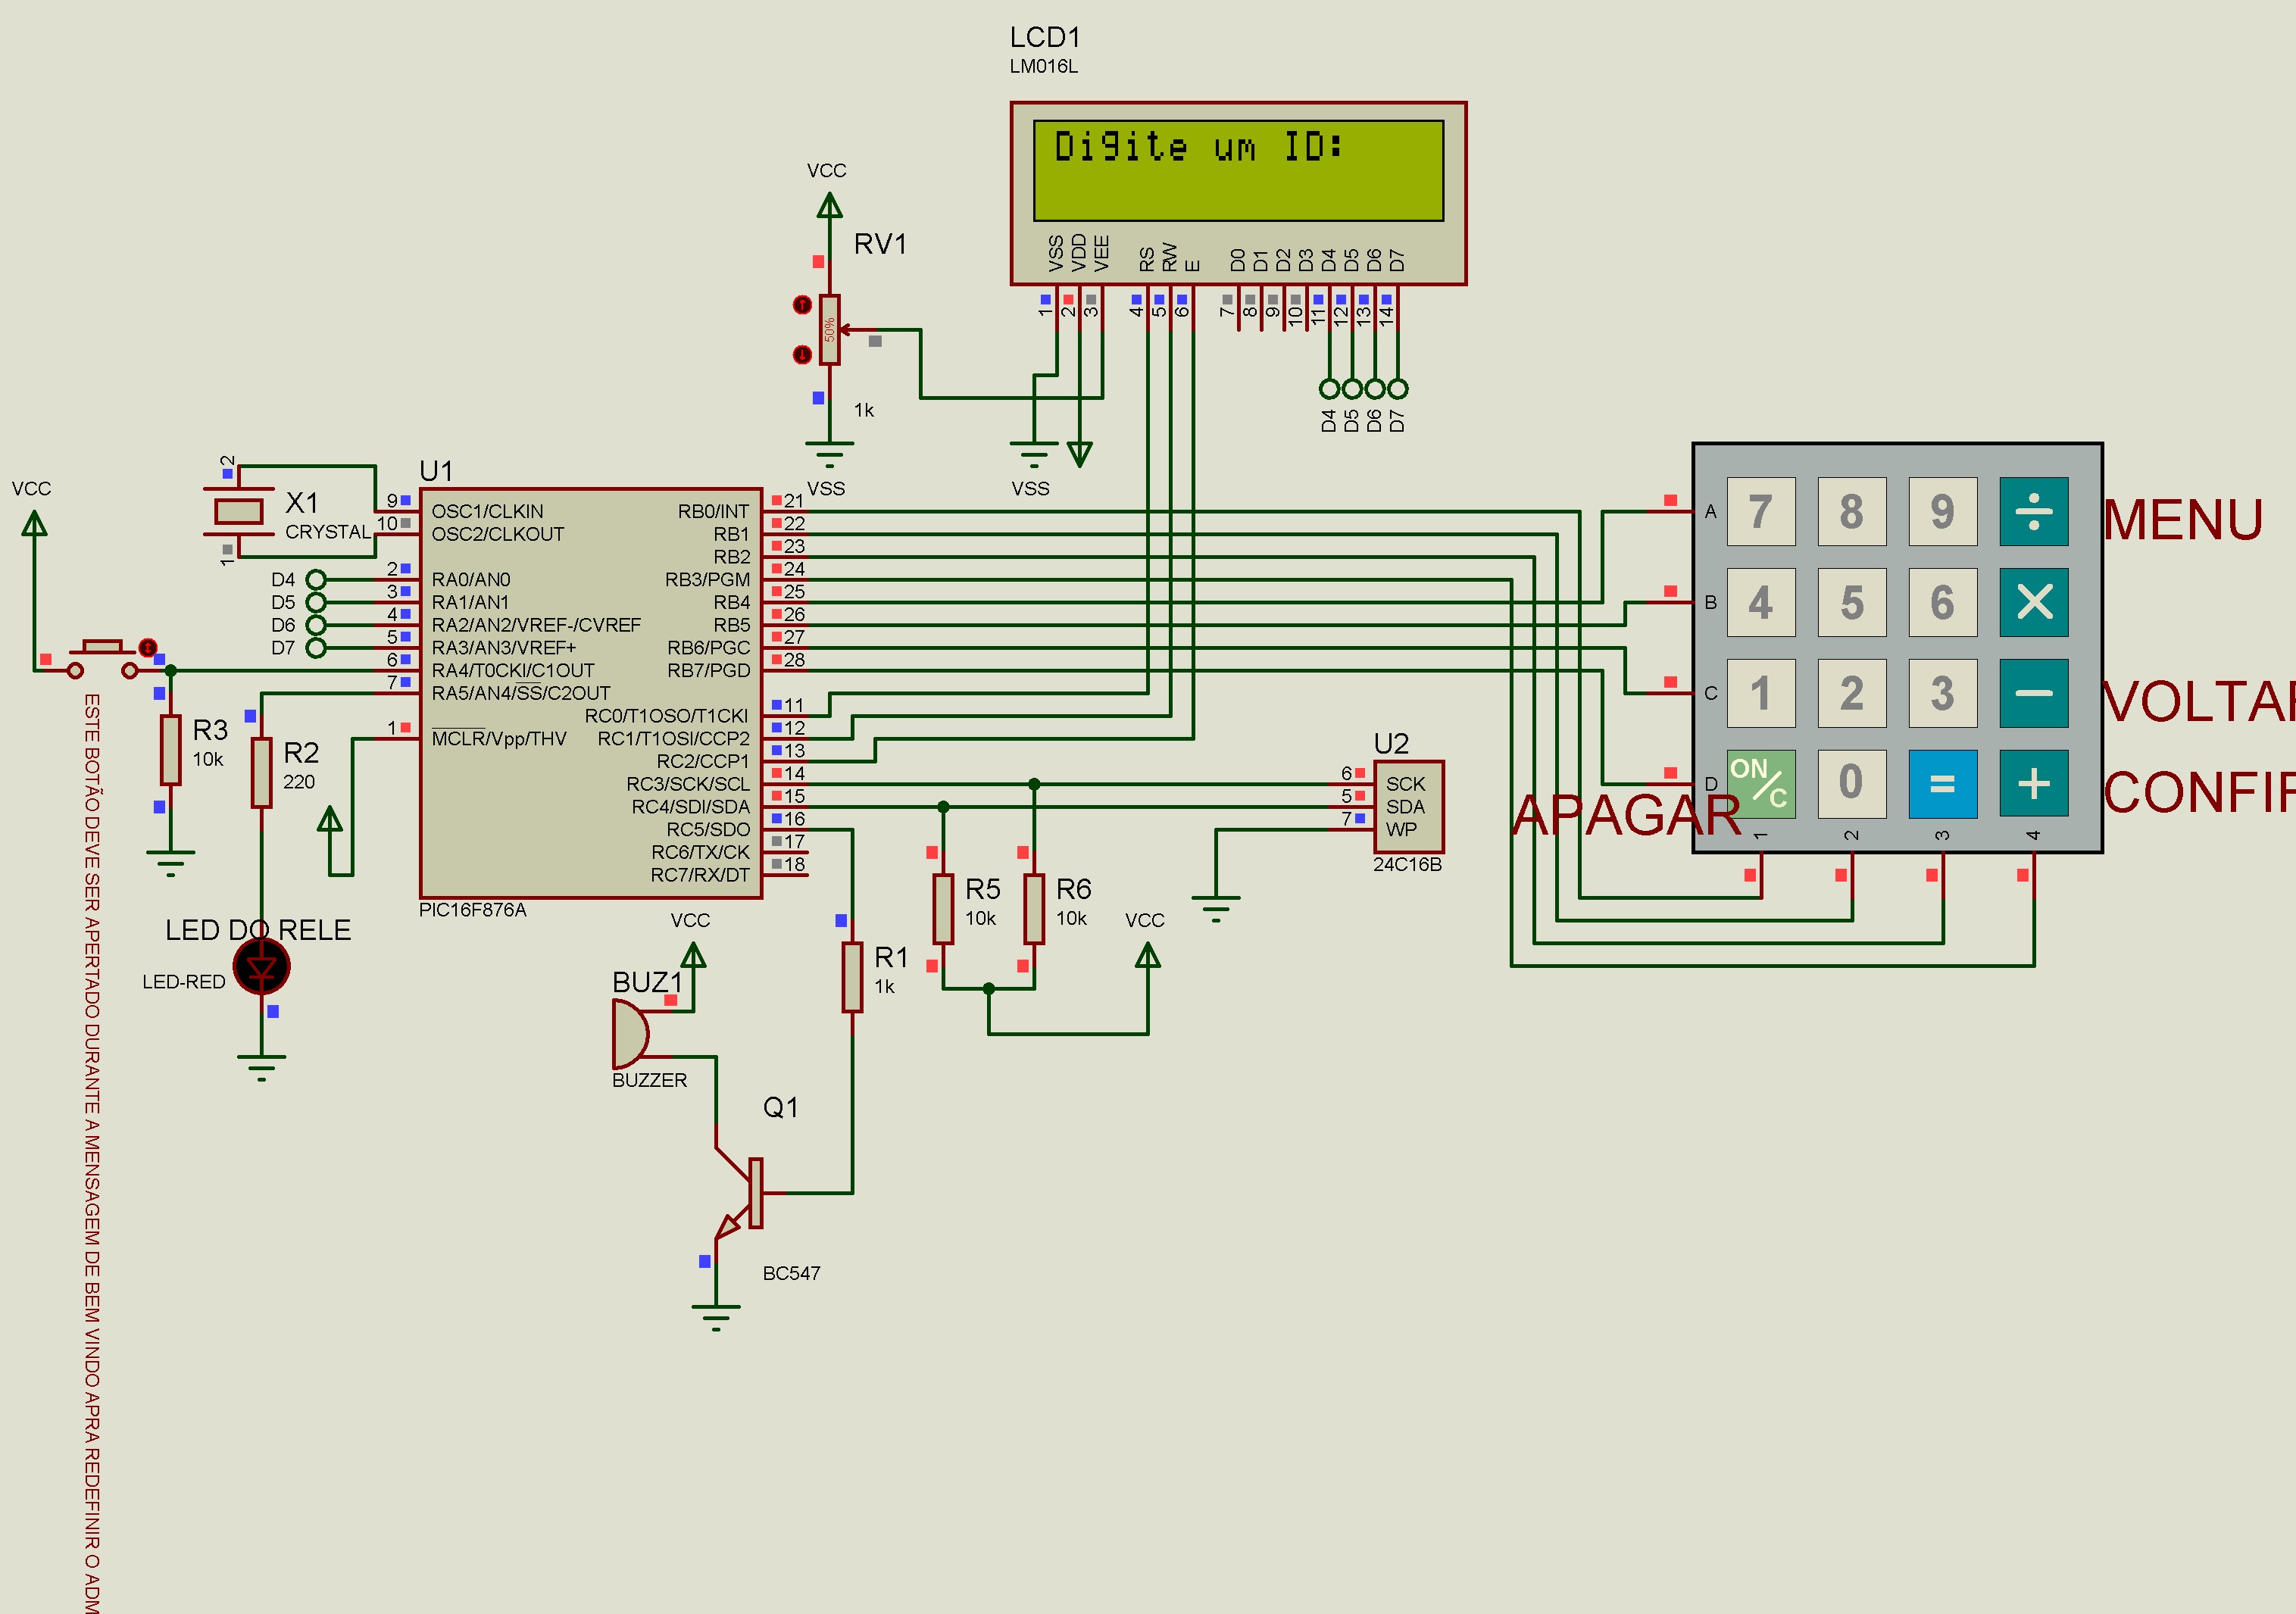 LCD1
LM016L
Digite um ID:
VSS
VDD
VEE
RS
RW
E
D0
D1
D2
D3
D4
D5
D6
D7
1
2
3
4
5
6
7
8
9
10
11
12
13
14
D4
D5
D6
D7
VCC
RV1
50%
1k
VSS
VSS
VCC
2
X1
CRYSTAL
1
D4
D5
D6
D7
U1
9
OSC1/CLKIN
10
OSC2/CLKOUT
2
RA0/AN0
3
RA1/AN1
4
RA2/AN2/VREF-/CVREF
5
RA3/AN3/VREF+
6
RA4/T0CKI/C1OUT
7
RA5/AN4/SS/C2OUT
1
MCLR/Vpp/THV
RB0/INT
21
RB1
22
RB2
23
RB3/PGM
24
RB4
25
RB5
26
RB6/PGC
27
RB7/PGD
28
RC0/T1OSO/T1CKI
11
RC1/T1OSI/CCP2
12
RC2/CCP1
13
RC3/SCK/SCL
14
RC4/SDI/SDA
15
RC5/SDO
16
RC6/TX/CK
17
RC7/RX/DT
18
PIC16F876A
R3
10k
R2
220
LED DO RELE
LED-RED
ESTE BOTÃO DEVE SER APERTADO DURANTE A MENSAGEM DE BEM VINDO APRA REDEFINIR O ADM
VCC
BUZ1
BUZZER
Q1
BC547
R1
1k
R5
10k
R6
10k
VCC
U2
6
SCK
5
SDA
7
WP
24C16B
A
7 8 9 ÷
MENU
B
4 5 6 ×
C
1 2 3 −
VOLTAR
D
ON/C 0 = +
CONFIR
APAGAR
1 2 3 4